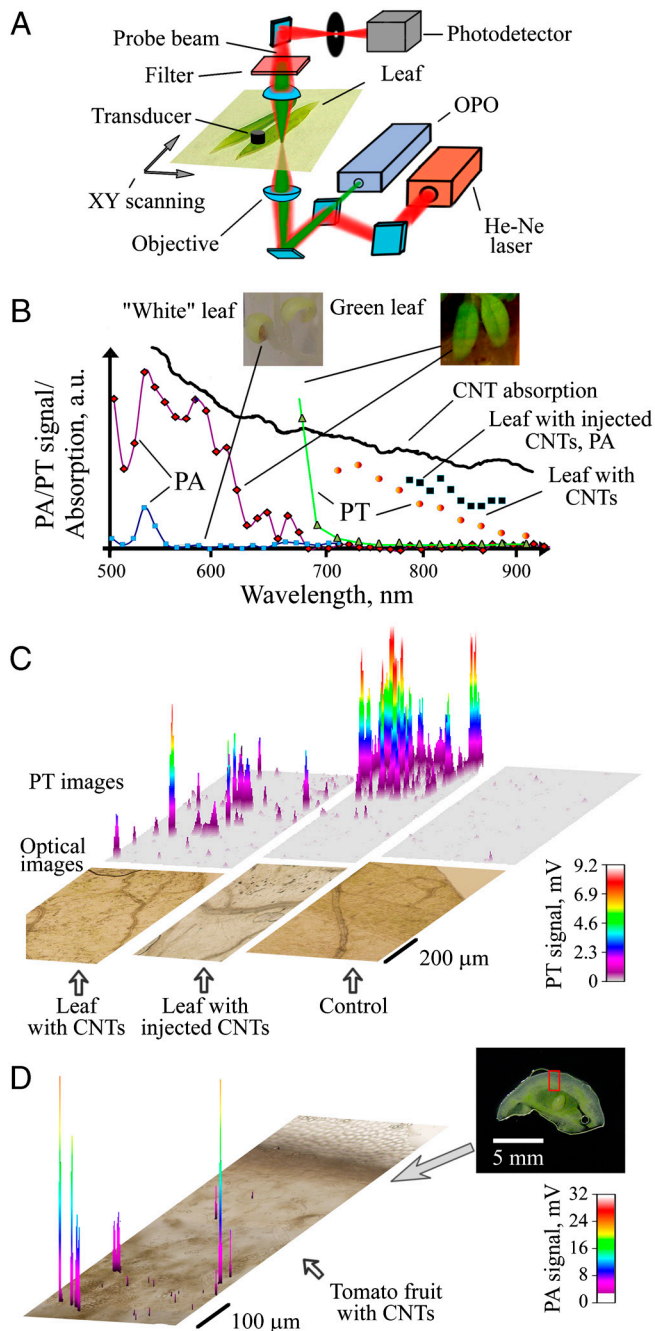 A
Probe beam
Photodetector
Filter
Leaf
Transducer
OPO
XY scanning
Objective
He-Ne
laser
B
"White" leaf
Green leaf
PA/PT signal/
Absorption, a.u.
CNT absorption
Leaf with injected
CNTs, PA
PA
PT
Leaf with
CNTs
500
600
700
800
900
Wavelength, nm
C
PT images
Optical
images
200 µm
Leaf
with CNTs
Leaf with
injected CNTs
Control
PT signal, mV
9.2
6.9
4.6
2.3
0
D
5 mm
Tomato fruit
with CNTs
100 µm
PA signal, mV
32
24
16
8
0